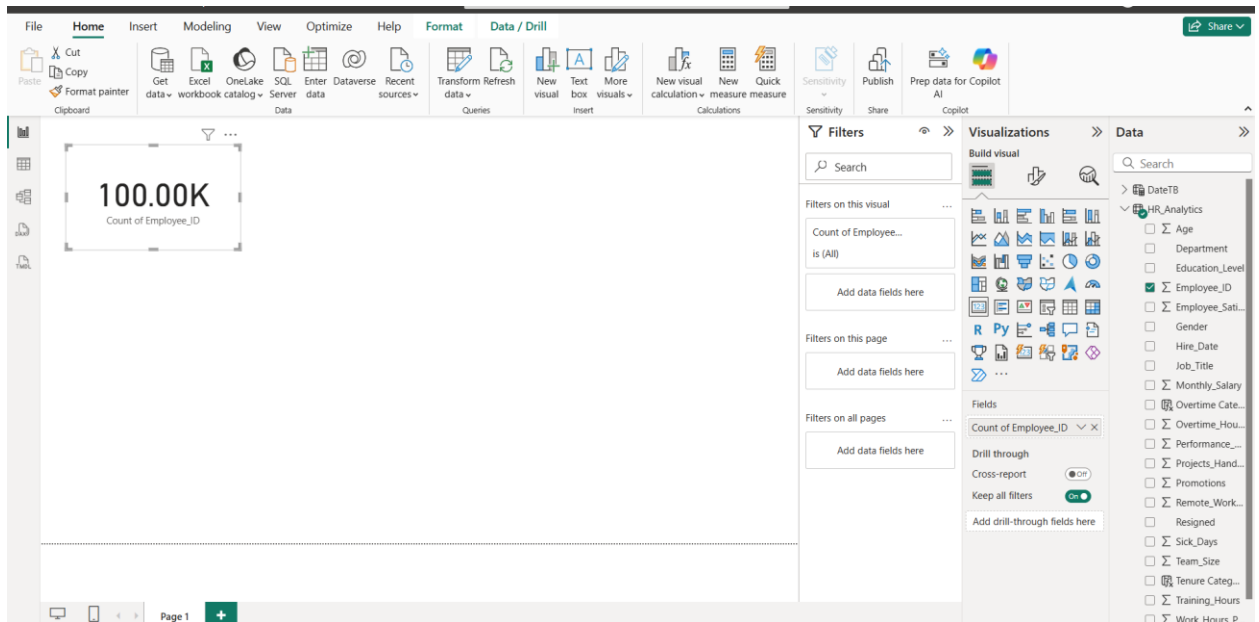 File Home Insert Modeling View Optimize Help Format Data / Drill
Share
Paste
Cut
Copy
Format painter
Clipboard
Get data
Excel workbook
OneLake catalog
SQL Server
Enter data
Dataverse
Recent sources
Data
Transform data
Refresh
Queries
New visual
Text box
More visuals
Insert
New visual calculation
New measure
Quick measure
Calculations
Sensitivity
Sensitivity
Publish
Share
Prep data for AI
Copilot
Copilot
100.00K
Count of Employee_ID
TMDL
Filters
Search
Filters on this visual
...
Count of Employee...
is (All)
Add data fields here
Filters on this page
...
Add data fields here
Filters on all pages
...
Add data fields here
Visualizations
Build visual
123
R Py
...
Fields
Count of Employee_ID
Drill through
Cross-report
Off
Keep all filters
On
Add drill-through fields here
Data
Search
DateTB
HR_Analytics
Age
Department
Education_Level
Employee_ID
Employee_Sati...
Gender
Hire_Date
Job_Title
Monthly_Salary
Overtime Cate...
Overtime_Hou...
Performance_...
Projects_Hand...
Promotions
Remote_Work...
Resigned
Sick_Days
Team_Size
Tenure Categ...
Training_Hours
Work_Hours_P...
Page 1